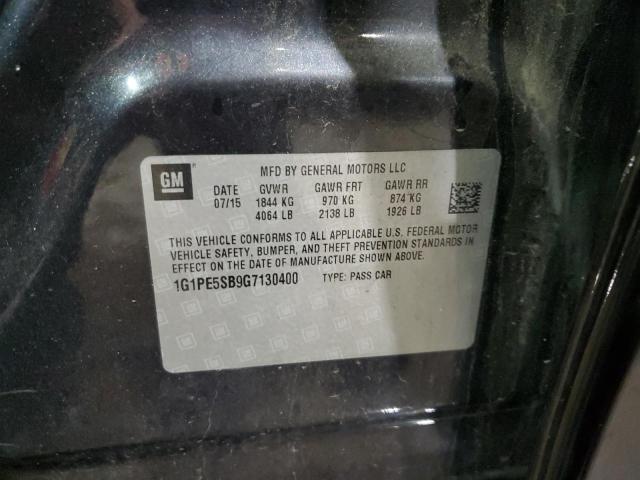 GM
MFD BY GENERAL MOTORS LLC
DATE GVWR GAWR FRT GAWR RR
07/15 1844 KG 970 KG 874 KG
4064 LB 2138 LB 1926 LB
THIS VEHICLE CONFORMS TO ALL APPLICABLE U.S. FEDERAL MOTOR
VEHICLE SAFETY, BUMPER, AND THEFT PREVENTION STANDARDS IN
EFFECT ON THE DATE OF MANUFACTURE SHOWN ABOVE.
1G1PE5SB9G7130400 TYPE: PASS CAR